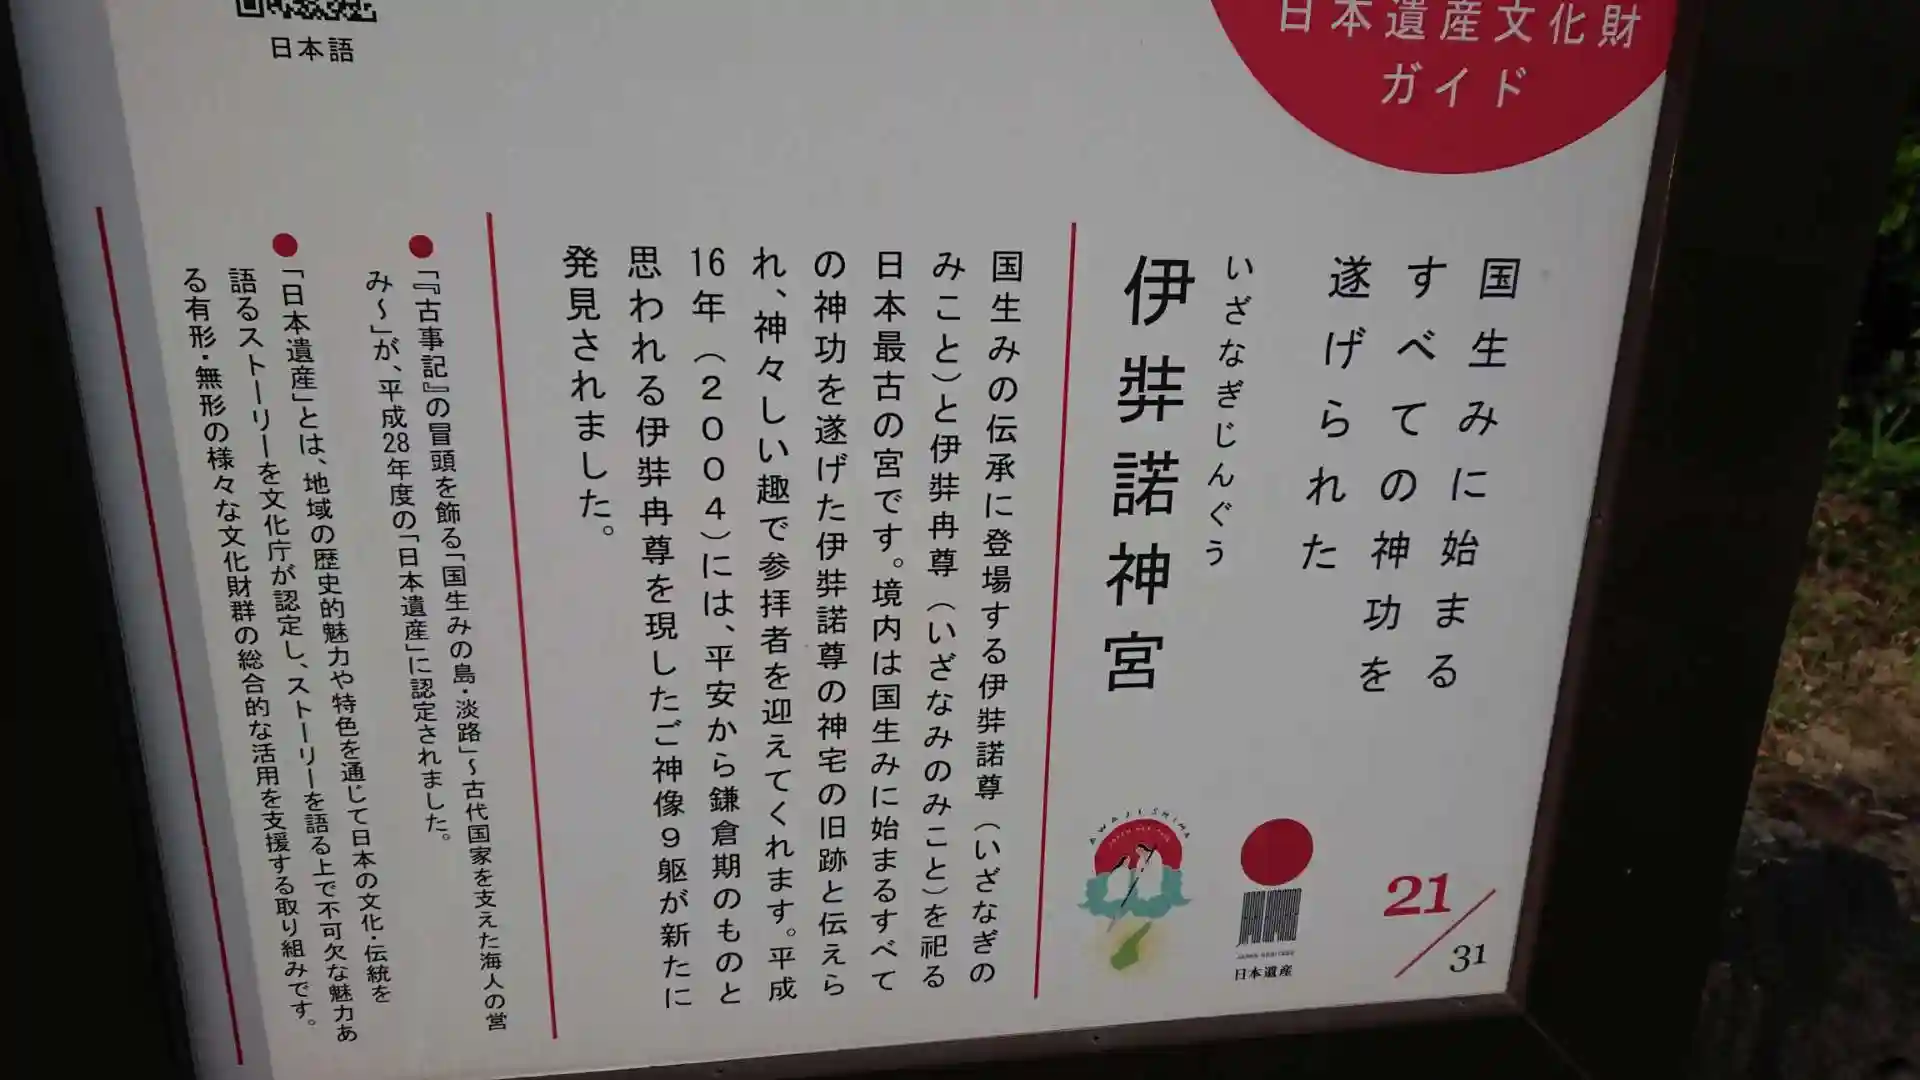 日本遺産文化財
ガイド
国生みに始まる
すべての神功を
遂げられた
いざなぎじんぐう
伊弉諾神宮
国生みの伝承に登場する伊弉諾尊(いざなぎの
みこと)と伊弉冉尊(いざなみのみこと)を祀る
日本最古の宮です。境内は国生みに始まるすべて
の神功を遂げた伊弉諾尊の神宅の旧跡と伝えら
れ、神々しい趣で参拝者を迎えてくれます。平成
16年(2004)には、平安から鎌倉期のものと
思われる伊弉冉尊を現したご神像9躯が新たに
発見されました。
●『『古事記』の冒頭を飾る「国生みの島・淡路」〜古代国家を支えた海人の営
み〜」が、平成28年度の「日本遺産」に認定されました。
●「日本遺産」とは、地域の歴史的魅力や特色を通じて日本の文化・伝統を
語るストーリーを文化庁が認定し、ストーリーを語る上で不可欠な魅力あ
る有形・無形の様々な文化財群の総合的な活用を支援する取り組みです。
日本語
AWAJISHIMA
JAPAN HERITAGE
JAPAN HERITAGE
日本遺産
21/31